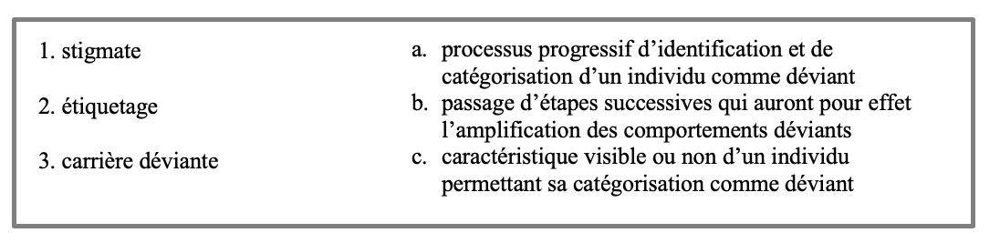 1. stigmate
2. étiquetage
3. carrière déviante
a. processus progressif d’identification et de
catégorisation d’un individu comme déviant
b. passage d’étapes successives qui auront pour effet
l’amplification des comportements déviants
c. caractéristique visible ou non d’un individu
permettant sa catégorisation comme déviant